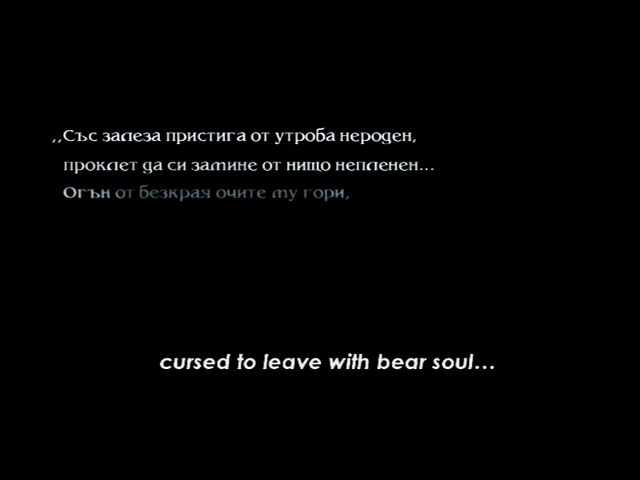 ,,Със залеза пристига от утроба нероден,
проклет да си замине от нищо непленен...
Огън от безкрая очите му гори,
cursed to leave with bear soul...